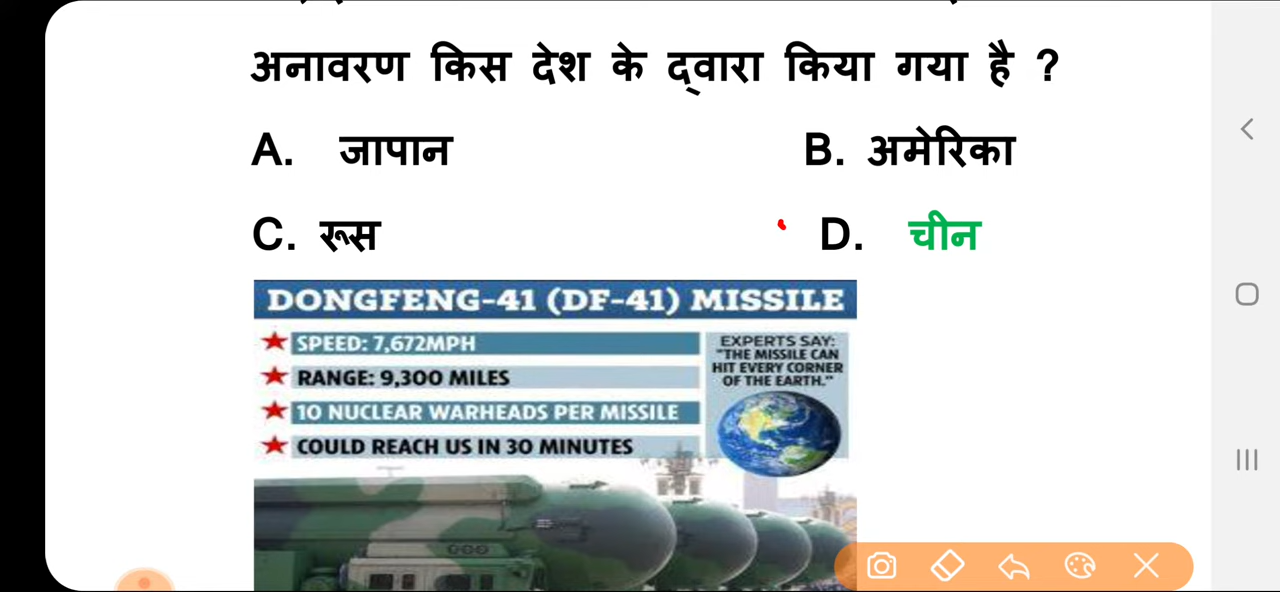 अनावरण किस देश के द्वारा किया गया है ?
A. जापान
B. अमेरिका
C. रूस
D. चीन
DONGFENG-41 (DF-41) MISSILE
SPEED: 7,672MPH
RANGE: 9,300 MILES
10 NUCLEAR WARHEADS PER MISSILE
COULD REACH US IN 30 MINUTES
EXPERTS SAY:
"THE MISSILE CAN
HIT EVERY CORNER
OF THE EARTH."